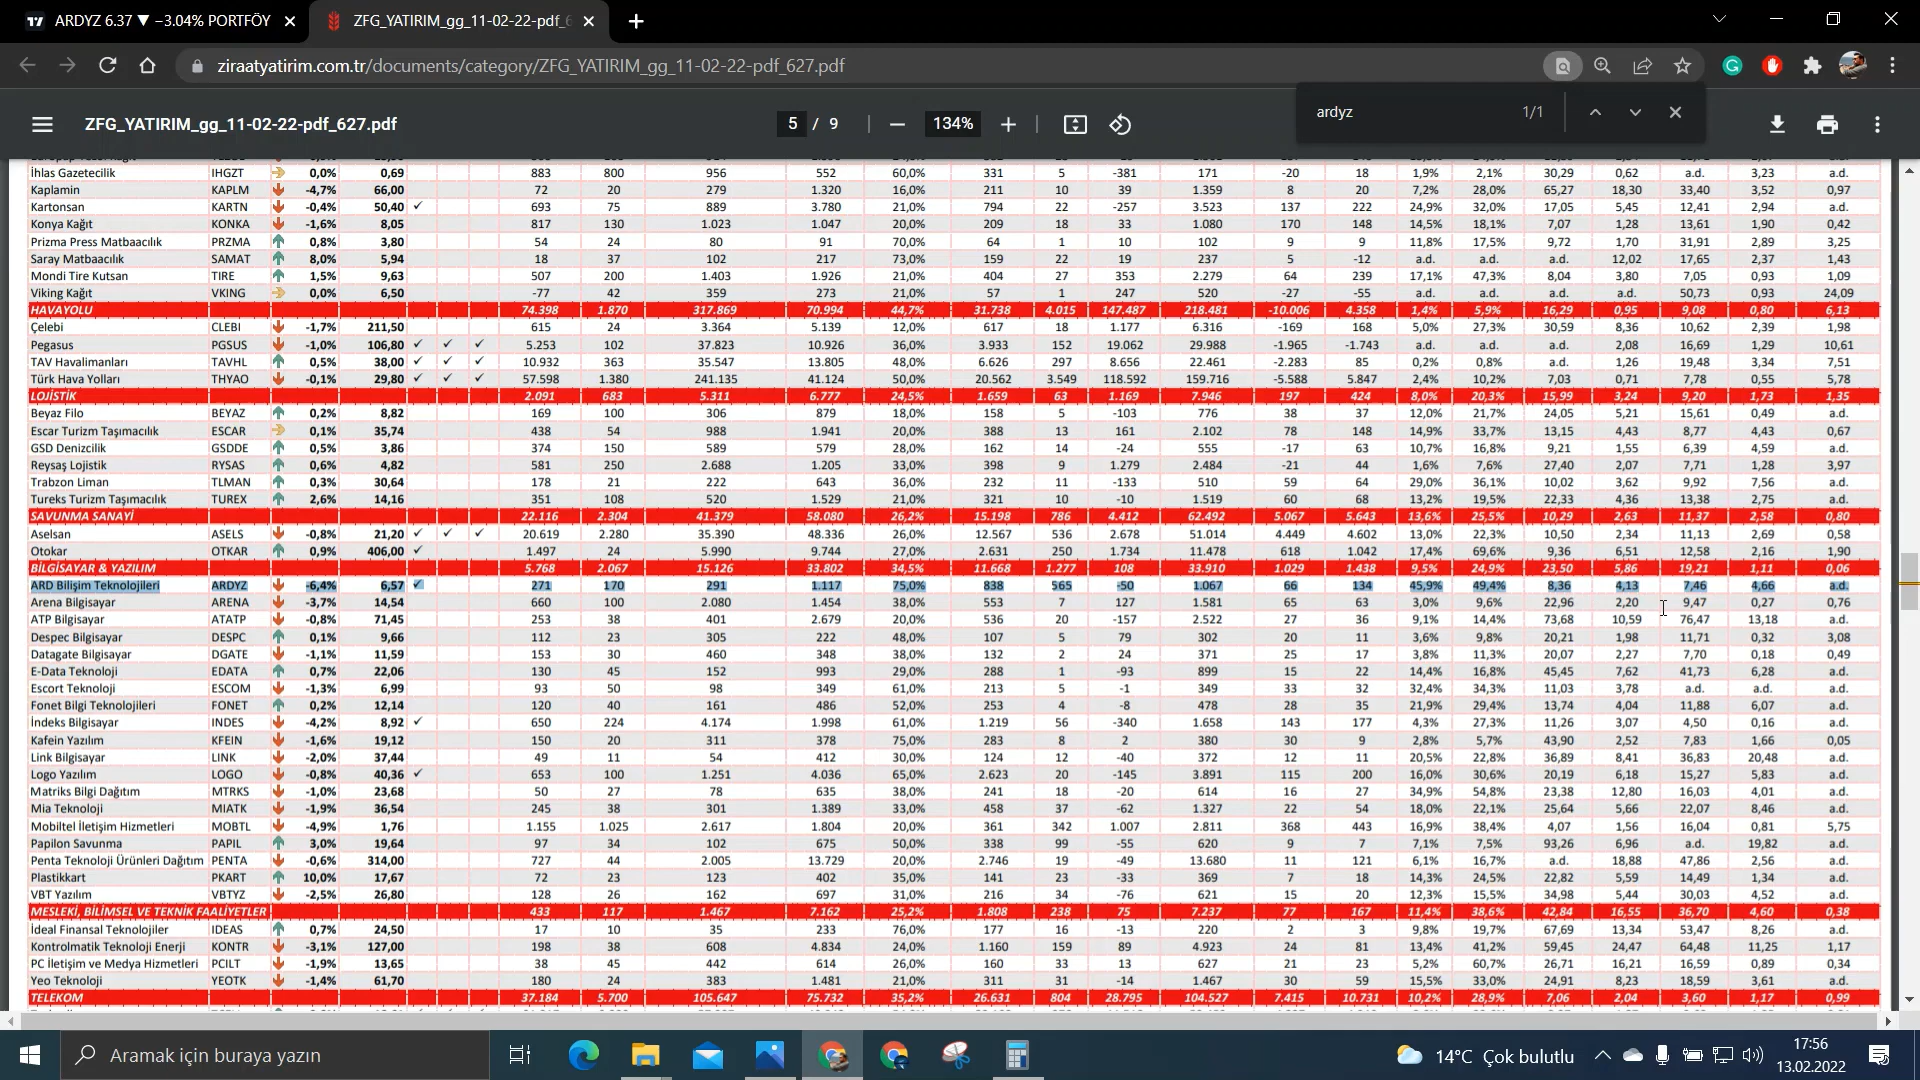 ARDYZ 6.37 ▼ −3.04% PORTFÖY
ZFG_YATIRIM_gg_11-02-22-pdf_6
ziraatyatirim.com.tr/documents/category/ZFG_YATIRIM_gg_11-02-22-pdf_627.pdf
ardyz 1/1
ZFG_YATIRIM_gg_11-02-22-pdf_627.pdf
5 / 9 134%
İhlas Gazetecilik IHGZT 0,0% 0,69 883 800 956 552 60,0% 331 5 -381 171 -20 18 1,9% 2,1% 30,29 0,62 a.d. 3,23 a.d.
Kaplamin KAPLM -4,7% 66,00 72 20 279 1.320 16,0% 211 10 39 1.359 8 20 7,2% 28,0% 65,27 18,30 33,40 3,52 0,97
Kartonsan KARTN -0,4% 50,40 ✓ 693 75 889 3.780 21,0% 794 22 -257 3.523 137 222 24,9% 32,0% 17,05 5,45 12,41 2,94 a.d.
Konya Kağıt KONKA -1,6% 8,05 817 130 1.023 1.047 20,0% 209 18 33 1.080 170 148 14,5% 18,1% 7,07 1,28 13,61 1,90 0,42
Prizma Press Matbaacılık PRZMA 0,8% 3,80 54 24 80 91 70,0% 64 1 10 102 9 9 11,8% 17,5% 9,72 1,70 31,91 2,89 3,25
Saray Matbaacılık SAMAT 8,0% 5,94 18 37 102 217 73,0% 159 22 19 237 5 -12 a.d. a.d. a.d. 12,02 17,65 2,37 1,43
Mondi Tire Kutsan TIRE 1,5% 9,63 507 200 1.403 1.926 21,0% 404 27 353 2.279 64 239 17,1% 47,3% 8,04 3,80 7,05 0,93 1,09
Viking Kağıt VKING 0,0% 6,50 -77 42 359 273 21,0% 57 1 247 520 -27 -55 a.d. a.d. a.d. a.d. 50,73 0,93 24,09
HAVAYOLU 74.398 1.870 317.869 70.994 44,7% 31.738 4.015 147.487 218.481 -10.006 4.358 1,4% 5,9% 16,29 0,95 9,08 0,80 6,13
Çelebi CLEBI -1,7% 211,50 615 24 3.364 5.139 12,0% 617 18 1.177 6.316 -169 168 5,0% 27,3% 30,59 8,36 10,62 2,39 1,98
Pegasus PGSUS -1,0% 106,80 ✓ ✓ ✓ 5.253 102 37.823 10.926 36,0% 3.933 152 19.062 29.988 -1.965 -1.743 a.d. a.d. a.d. 2,08 16,69 1,29 10,61
TAV Havalimanları TAVHL 0,5% 38,00 ✓ ✓ ✓ 10.932 363 35.547 13.805 48,0% 6.626 297 8.656 22.461 -2.283 85 0,2% 0,8% a.d. 1,26 19,48 3,34 7,51
Türk Hava Yolları THYAO -0,1% 29,80 ✓ ✓ ✓ 57.598 1.380 241.135 41.124 50,0% 20.562 3.549 118.592 159.716 -5.588 5.847 2,4% 10,2% 7,03 0,71 7,78 0,55 5,78
LOJİSTİK 2.091 683 5.311 6.777 24,5% 1.659 63 1.169 7.946 197 424 8,0% 20,3% 15,99 3,24 9,20 1,73 1,35
Beyaz Filo BEYAZ 0,2% 8,82 169 100 306 879 18,0% 158 5 -103 776 38 37 12,0% 21,7% 24,05 5,21 15,61 0,49 a.d.
Escar Turizm Taşımacılık ESCAR 0,1% 35,74 438 54 988 1.941 20,0% 388 13 161 2.102 78 148 14,9% 33,7% 13,15 4,43 8,77 4,43 0,67
GSD Denizcilik GSDDE 0,5% 3,86 374 150 589 579 28,0% 162 14 -24 555 -17 63 10,7% 16,8% 9,21 1,55 6,39 4,59 a.d.
Reysaş Lojistik RYSAS 0,6% 4,82 581 250 2.688 1.205 33,0% 398 9 1.279 2.484 -21 44 1,6% 7,6% 27,40 2,07 7,71 1,28 3,97
Trabzon Liman TLMAN 0,3% 30,64 178 21 222 643 36,0% 232 11 -133 510 59 64 29,0% 36,1% 10,02 3,62 9,92 7,56 a.d.
Tureks Turizm Taşımacılık TUREX 2,6% 14,16 351 108 520 1.529 21,0% 321 10 -10 1.519 60 68 13,2% 19,5% 22,33 4,36 13,38 2,75 a.d.
SAVUNMA SANAYİ 22.116 2.304 41.379 58.080 26,2% 15.198 786 4.412 62.492 5.067 5.643 13,6% 25,5% 10,29 2,63 11,37 2,58 0,80
Aselsan ASELS -0,8% 21,20 ✓ ✓ ✓ 20.619 2.280 35.390 48.336 26,0% 12.567 536 2.678 51.014 4.449 4.602 13,0% 22,3% 10,50 2,34 11,13 2,69 0,58
Otokar OTKAR 0,9% 406,00 ✓ 1.497 24 5.990 9.744 27,0% 2.631 250 1.734 11.478 618 1.042 17,4% 69,6% 9,36 6,51 12,58 2,16 1,90
BİLGİSAYAR & YAZILIM 5.768 2.067 15.126 33.802 34,5% 11.668 1.277 108 33.910 1.029 1.438 9,5% 24,9% 23,50 5,86 19,21 1,11 0,06
ARD Bilişim Teknolojileri ARDYZ -6,4% 6,57 ✓ 271 170 291 1.117 75,0% 838 565 -50 1.067 66 134 45,9% 49,4% 8,36 4,13 7,46 4,66 a.d.
Arena Bilgisayar ARENA -3,7% 14,54 660 100 2.080 1.454 38,0% 553 7 127 1.581 65 63 3,0% 9,6% 22,96 2,20 9,47 0,27 0,76
ATP Bilgisayar ATATP -0,8% 71,45 253 38 401 2.679 20,0% 536 20 -157 2.522 27 36 9,1% 14,4% 73,68 10,59 76,47 13,18 a.d.
Despec Bilgisayar DESPC 0,1% 9,66 112 23 305 222 48,0% 107 5 79 302 20 11 3,6% 9,8% 20,21 1,98 11,71 0,32 3,08
Datagate Bilgisayar DGATE -1,1% 11,59 153 30 460 348 38,0% 132 2 24 371 25 17 3,8% 11,3% 20,07 2,27 7,70 0,18 0,49
E-Data Teknoloji EDATA 0,7% 22,06 130 45 152 993 29,0% 288 1 -93 899 15 22 14,4% 16,8% 45,45 7,62 41,73 6,28 a.d.
Escort Teknoloji ESCOM -1,3% 6,99 93 50 98 349 61,0% 213 5 -1 349 33 32 32,4% 34,3% 11,03 3,78 a.d. a.d. a.d.
Fonet Bilgi Teknolojileri FONET 0,2% 12,14 120 40 161 486 52,0% 253 4 -8 478 28 35 21,9% 29,4% 13,74 4,04 11,88 6,07 a.d.
İndeks Bilgisayar INDES -4,2% 8,92 ✓ 650 224 4.174 1.998 61,0% 1.219 56 -340 1.658 143 177 4,3% 27,3% 11,26 3,07 4,50 0,16 a.d.
Kafein Yazılım KFEIN -1,6% 19,12 150 20 311 378 75,0% 283 8 2 380 30 9 2,8% 5,7% 43,90 2,52 7,83 1,66 0,05
Link Bilgisayar LINK -2,0% 37,44 49 11 54 412 30,0% 124 12 -40 372 12 11 20,5% 22,8% 36,89 8,41 36,83 20,48 a.d.
Logo Yazılım LOGO -0,8% 40,36 ✓ 653 100 1.251 4.036 65,0% 2.623 20 -145 3.891 115 200 16,0% 30,6% 20,19 6,18 15,27 5,83 a.d.
Matriks Bilgi Dağıtım MTRKS -1,0% 23,68 50 27 78 635 38,0% 241 18 -20 614 16 27 34,9% 54,8% 23,38 12,80 16,03 4,01 a.d.
Mia Teknoloji MIATK -1,9% 36,54 245 38 301 1.389 33,0% 458 37 -62 1.327 22 54 18,0% 22,1% 25,64 5,66 22,07 8,46 a.d.
Mobiltel İletişim Hizmetleri MOBTL -4,9% 1,76 1.155 1.025 2.617 1.804 20,0% 361 342 1.007 2.811 368 443 16,9% 38,4% 4,07 1,56 16,04 0,81 5,75
Papilon Savunma PAPIL 3,0% 19,64 97 34 102 675 50,0% 338 99 -55 620 9 7 7,1% 7,5% 93,26 6,96 a.d. 19,82 a.d.
Penta Teknoloji Ürünleri Dağıtım PENTA -0,6% 314,00 727 44 2.005 13.729 20,0% 2.746 19 -49 13.680 11 121 6,1% 16,7% a.d. 18,88 47,86 2,56 a.d.
Plastikkart PKART 10,0% 17,67 72 23 123 402 35,0% 141 23 -33 369 7 18 14,3% 24,5% 22,82 5,59 14,49 1,34 a.d.
VBT Yazılım VBTYZ -2,5% 26,80 128 26 162 697 31,0% 216 34 -76 621 15 20 12,3% 15,5% 34,98 5,44 30,03 4,52 a.d.
MESLEKİ, BİLİMSEL VE TEKNİK FAALİYETLER 433 117 1.467 7.162 25,2% 1.808 238 75 7.237 77 167 11,4% 38,6% 42,84 16,55 36,70 4,60 0,38
İdeal Finansal Teknolojiler IDEAS 0,7% 24,50 17 10 35 233 76,0% 177 16 -13 220 2 3 9,8% 19,7% 67,69 13,34 53,47 8,26 a.d.
Kontrolmatik Teknoloji Enerji KONTR -3,1% 127,00 198 38 608 4.834 24,0% 1.160 159 89 4.923 24 81 13,4% 41,2% 59,45 24,47 64,48 11,25 1,17
PC İletişim ve Medya Hizmetleri PCILT -1,9% 13,65 38 45 442 614 26,0% 160 33 13 627 21 23 5,2% 60,7% 26,71 16,21 16,59 0,89 0,34
Yeo Teknoloji YEOTK -1,4% 61,70 180 24 383 1.481 21,0% 311 31 -14 1.467 30 59 15,5% 33,0% 24,91 8,23 18,59 3,61 a.d.
TELEKOM 37.184 5.700 105.647 75.732 35,2% 26.631 804 28.795 104.527 7.415 10.731 10,2% 28,9% 7,06 2,04 3,60 1,17 0,99
Aramak için buraya yazın
14°C Çok bulutlu
17:56
13.02.2022